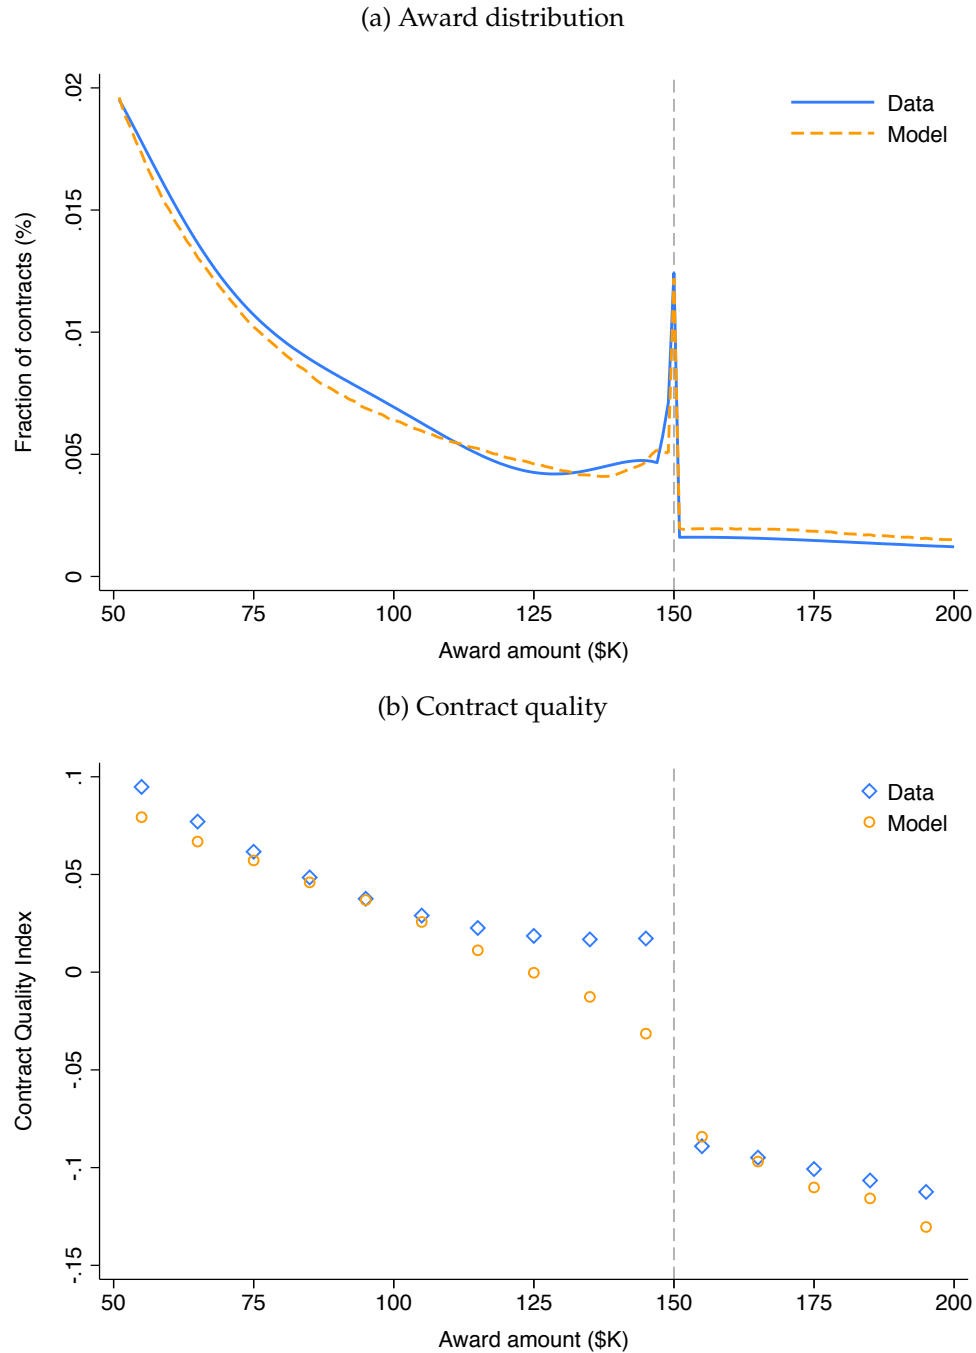 (a) Award distribution
.02
.015
.01
.005
0
Fraction of contracts (%)
Data
Model
50 75 100 125 150 175 200
Award amount ($K)
(b) Contract quality
.1
.05
0
-.05
-.1
-.15
Contract Quality Index
Data
Model
50 75 100 125 150 175 200
Award amount ($K)